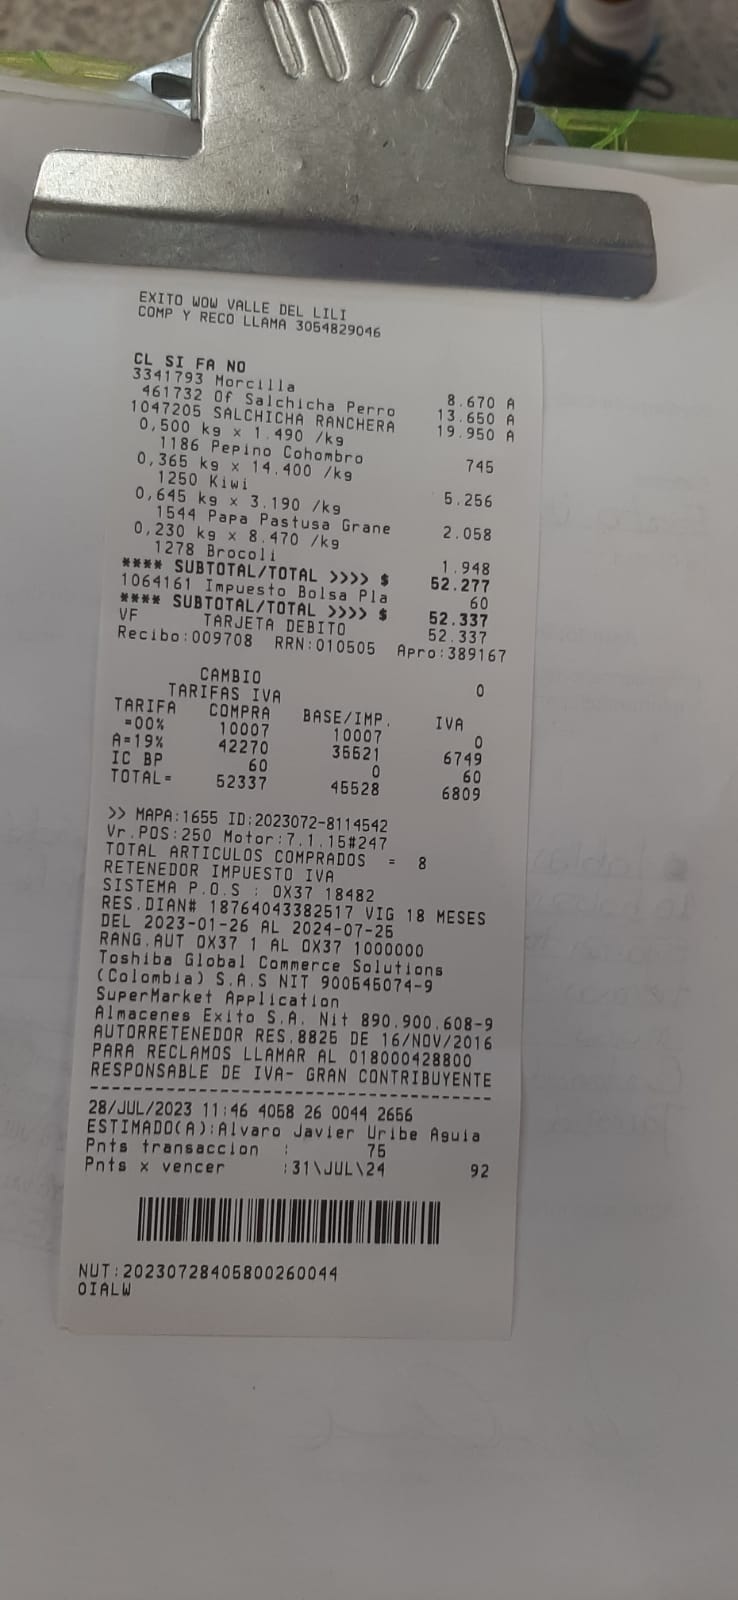 EXITO WOW VALLE DEL LILI
COMP Y RECO LLAMA 3054829046
CL SI FA NO
3341793 Morcilla 8.670 A
461732 Of Salchicha Perro 13.650 A
1047205 SALCHICHA RANCHERA 19.950 A
0,500 kg x 1.490 /kg
1186 Pepino Cohombro 745
0,365 kg x 14.400 /kg
1250 Kiwi 5.256
0,645 kg x 3.190 /kg
1544 Papa Pastusa Grane 2.058
0,230 kg x 8.470 /kg
1278 Brocoli 1.948
**** SUBTOTAL/TOTAL >>>> $ 52.277
1064161 Impuesto Bolsa Pla 60
**** SUBTOTAL/TOTAL >>>> $ 52.337
VF TARJETA DEBITO 52.337
Recibo:009708 RRN:010505 Apro:389167
CAMBIO 0
TARIFAS IVA
TARIFA COMPRA BASE/IMP. IVA
=00% 10007 10007 0
A=19% 42270 35521 6749
IC BP 60 0 60
TOTAL= 52337 45528 6809
>> MAPA:1655 ID:2023072-8114542
Vr.POS:250 Motor:7.1.15#247
TOTAL ARTICULOS COMPRADOS = 8
RETENEDOR IMPUESTO IVA
SISTEMA P.O.S : OX37 18482
RES.DIAN# 18764043382517 VIG 18 MESES
DEL 2023-01-26 AL 2024-07-25
RANG.AUT OX37 1 AL OX37 1000000
Toshiba Global Commerce Solutions
(Colombia) S.A.S NIT 900545074-9
SuperMarket Application
Almacenes Exito S.A. Nit 890.900.608-9
AUTORRETENEDOR RES.8825 DE 16/NOV/2016
PARA RECLAMOS LLAMAR AL 018000428800
RESPONSABLE DE IVA- GRAN CONTRIBUYENTE
----------------------------------------
28/JUL/2023 11:46 4058 26 0044 2656
ESTIMADO(A):Alvaro Javier Uribe Aguia
Pnts transaccion : 75
Pnts x vencer :31\JUL\24 92
NUT:20230728405800260044
OIALW